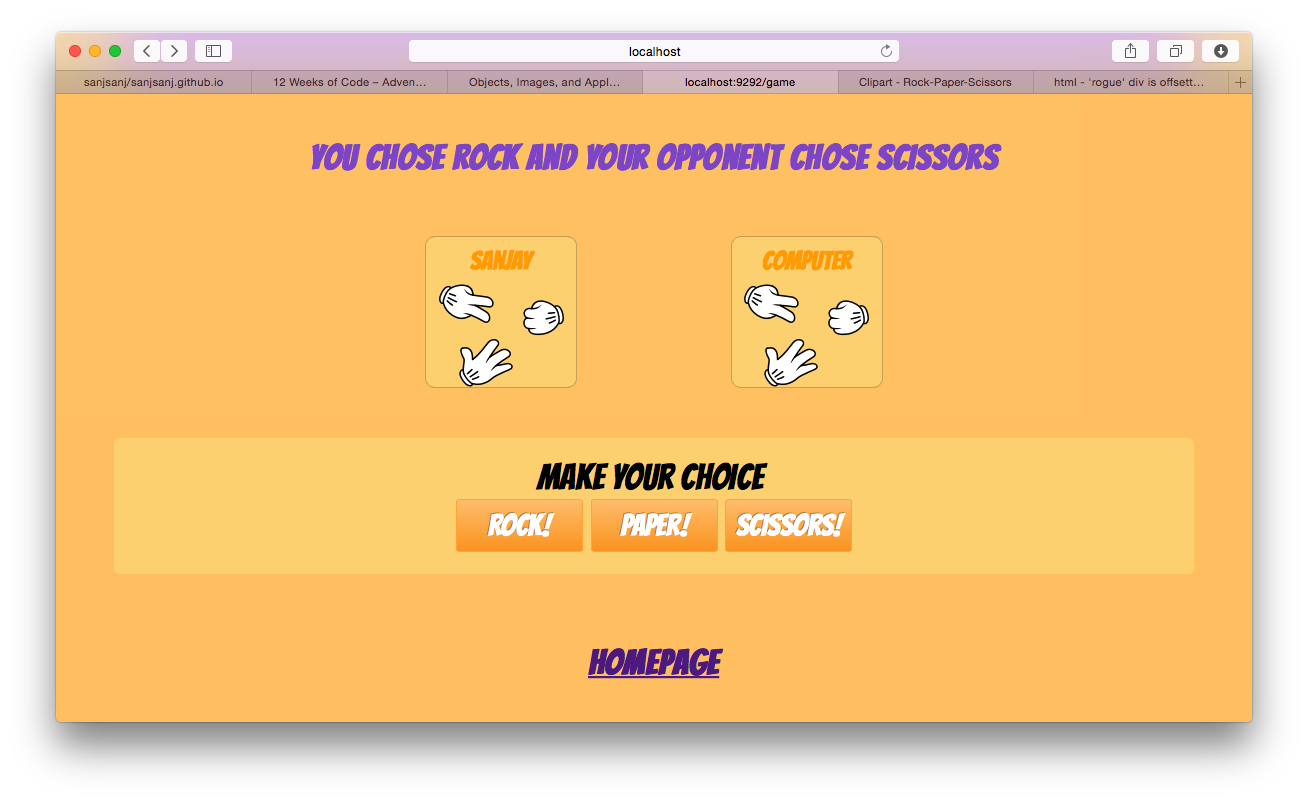 localhost
sanjsanj/sanjsanj.github.io
12 Weeks of Code – Adven...
Objects, Images, and Appl...
localhost:9292/game
Clipart - Rock-Paper-Scissors
html - 'rogue' div is offsett...
YOU CHOSE ROCK AND YOUR OPPONENT CHOSE SCISSORS
SANJAY
COMPUTER
MAKE YOUR CHOICE
ROCK!
PAPER!
SCISSORS!
HOMEPAGE